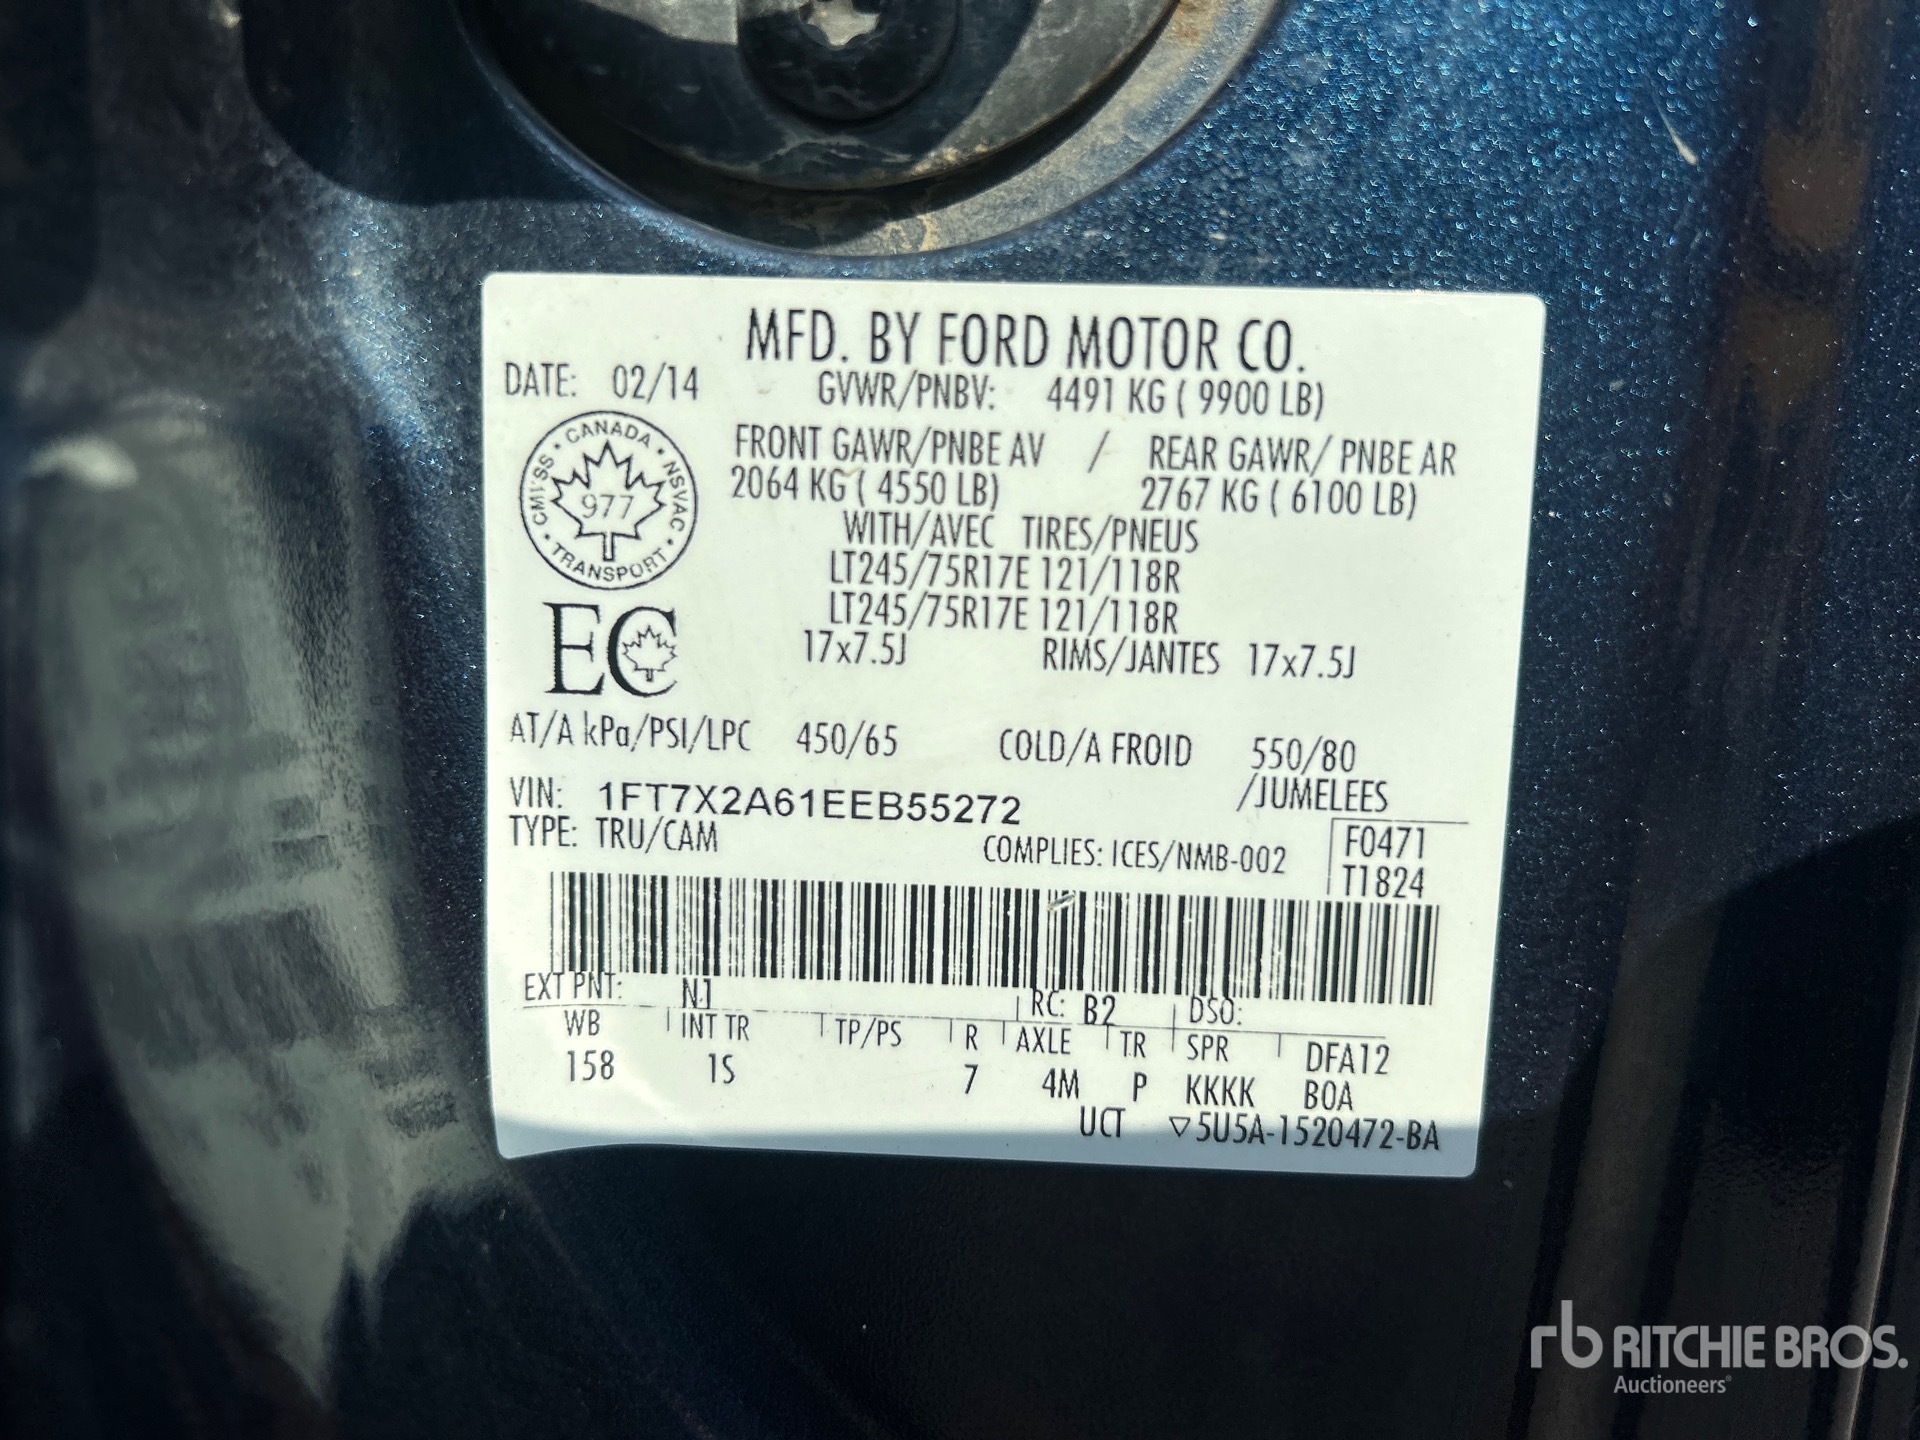 MFD. BY FORD MOTOR CO.
DATE: 02/14 GVWR/PNBV: 4491 KG ( 9900 LB)
FRONT GAWR/PNBE AV / REAR GAWR/ PNBE AR
2064 KG ( 4550 LB) 2767 KG ( 6100 LB)
WITH/AVEC TIRES/PNEUS
LT245/75R17E 121/118R
LT245/75R17E 121/118R
17x7.5J RIMS/JANTES 17x7.5J
CANADA
NSVAC
TRANSPORT
CMVSS
977
EC
AT/A kPa/PSI/LPC 450/65 COLD/A FROID 550/80
/JUMELEES
VIN: 1FT7X2A61EEB55272
TYPE: TRU/CAM COMPLIES: ICES/NMB-002
F0471
T1824
EXT PNT: N1 RC: B2 DSO:
WB INT TR TP/PS R AXLE TR SPR DFA12
158 1S 7 4M P KKKK BOA
UCT ▽5U5A-1520472-BA
rb RITCHIE BROS.
Auctioneers®